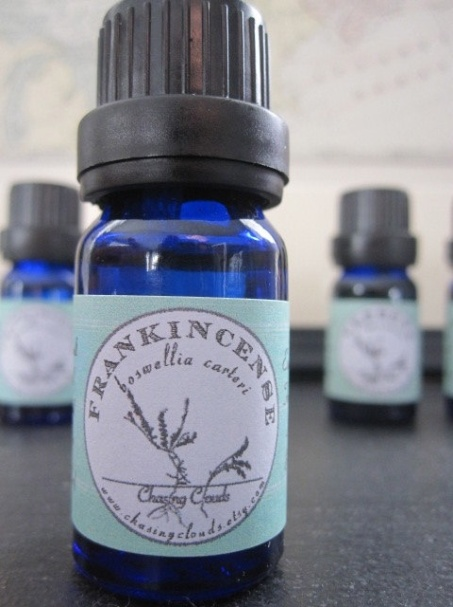 FRANKINCENSE
boswellia carteri
Chasing Clouds
www.chasingclouds.etsy.com